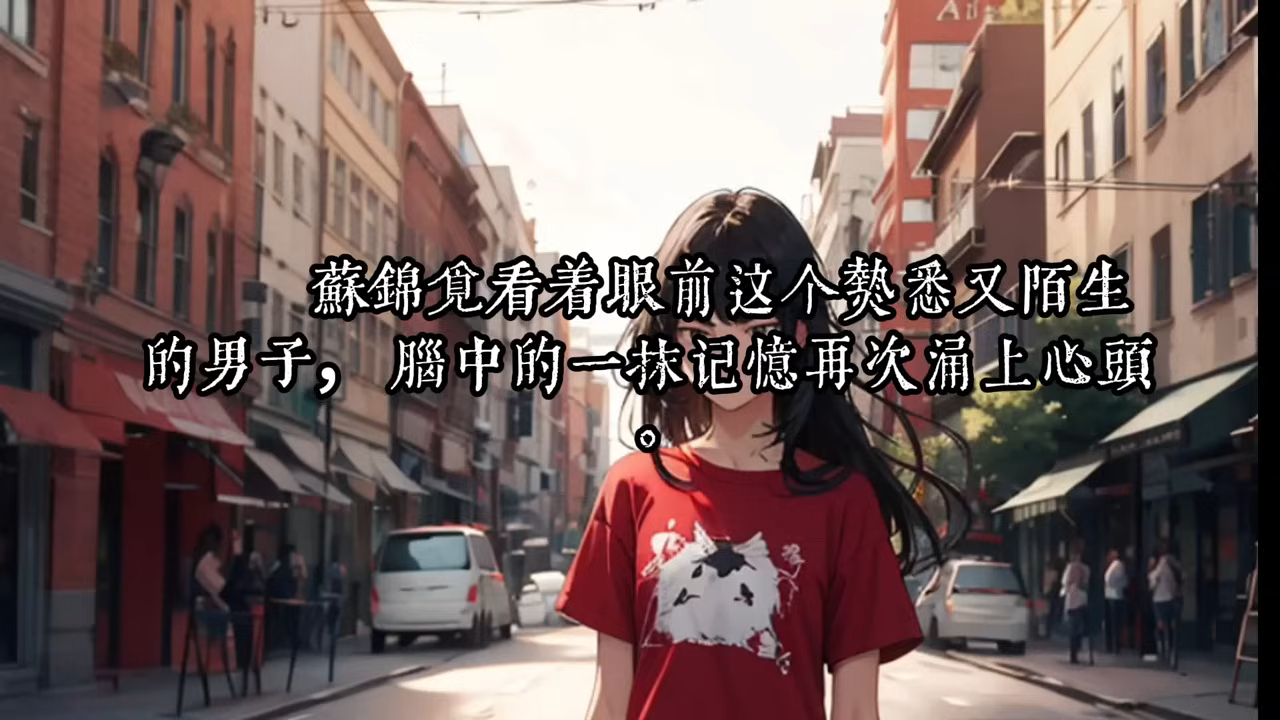 蘇錦覓看着眼前这个熟悉又陌生
的男子，腦中的一抹记憶再次涌上心頭
。